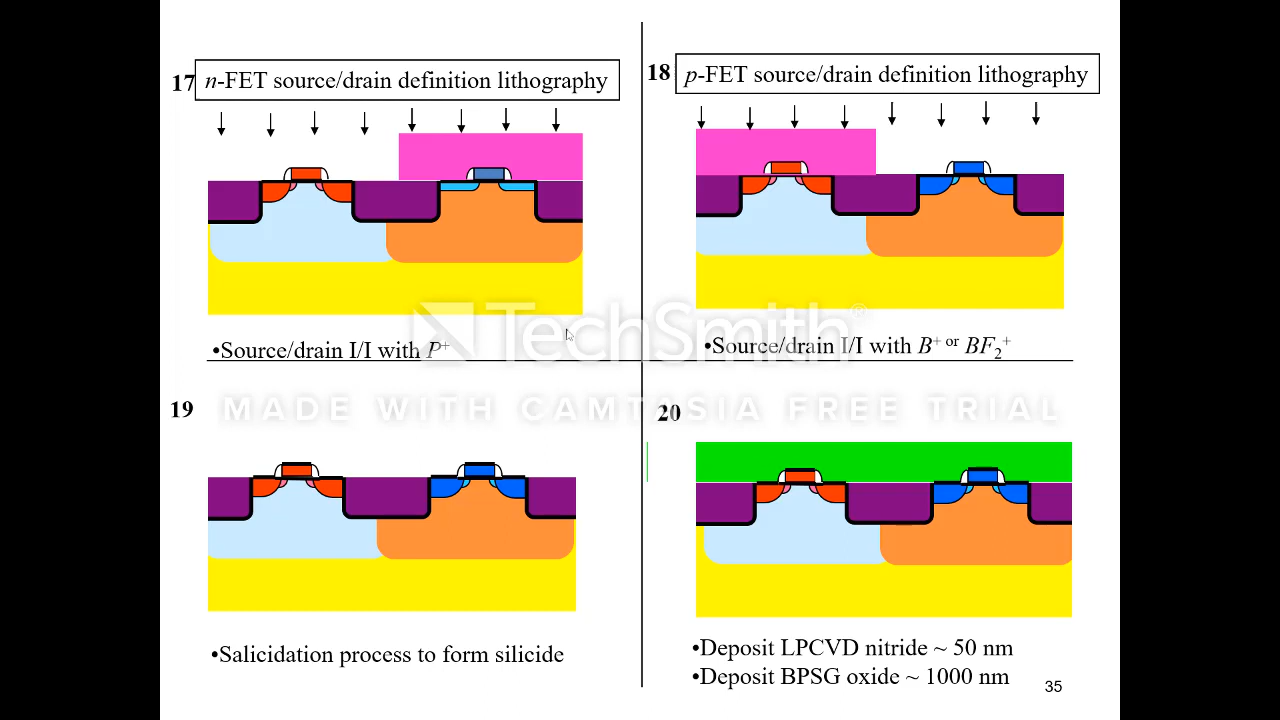 17 n-FET source/drain definition lithography
•Source/drain I/I with P+
18 p-FET source/drain definition lithography
•Source/drain I/I with B+ or BF2+
TechSmith®
MADE WITH CAMTASIA FREE TRIAL
19
•Salicidation process to form silicide
20
•Deposit LPCVD nitride ~ 50 nm
•Deposit BPSG oxide ~ 1000 nm
35